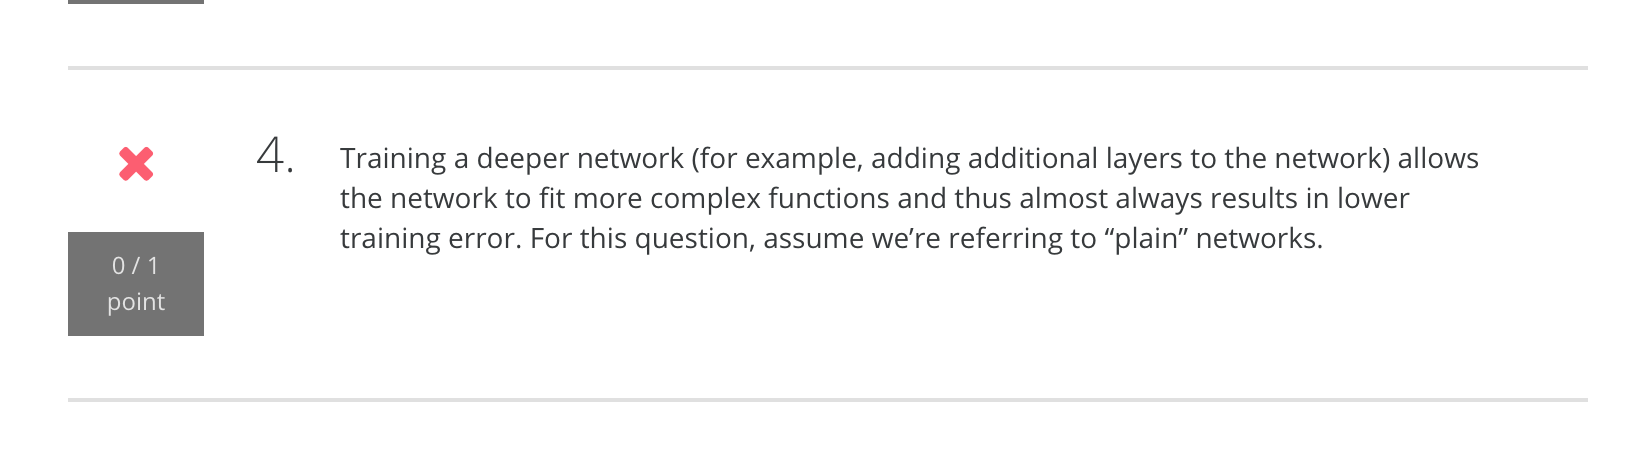 4. Training a deeper network (for example, adding additional layers to the network) allows
the network to fit more complex functions and thus almost always results in lower
training error. For this question, assume we’re referring to “plain” networks.
0 / 1
point